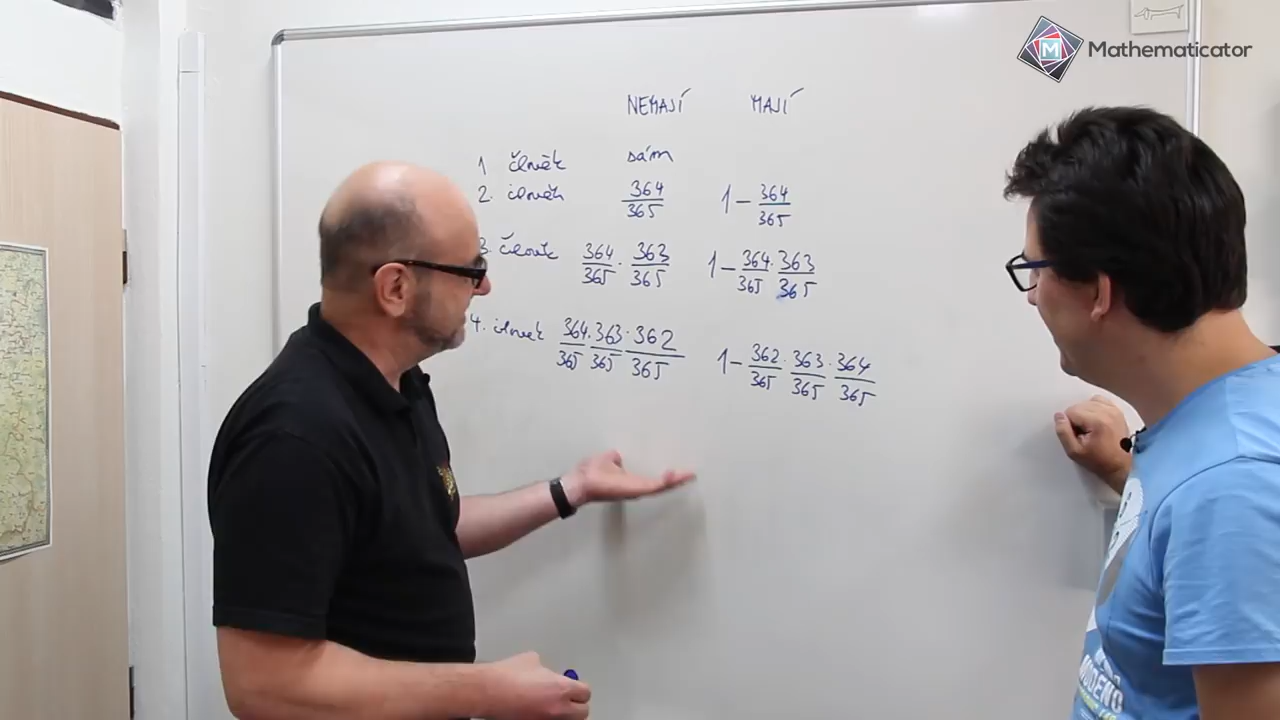 Mathematicator
NEMAJÍ MAJÍ
1 člověk sám
2. člověk 364/365 1 - 364/365
3. člověk 364/365 · 363/365 1 - 364/365 · 363/365
4. člověk 364/365 · 363/365 · 362/365 1 - 362/365 · 363/365 · 364/365